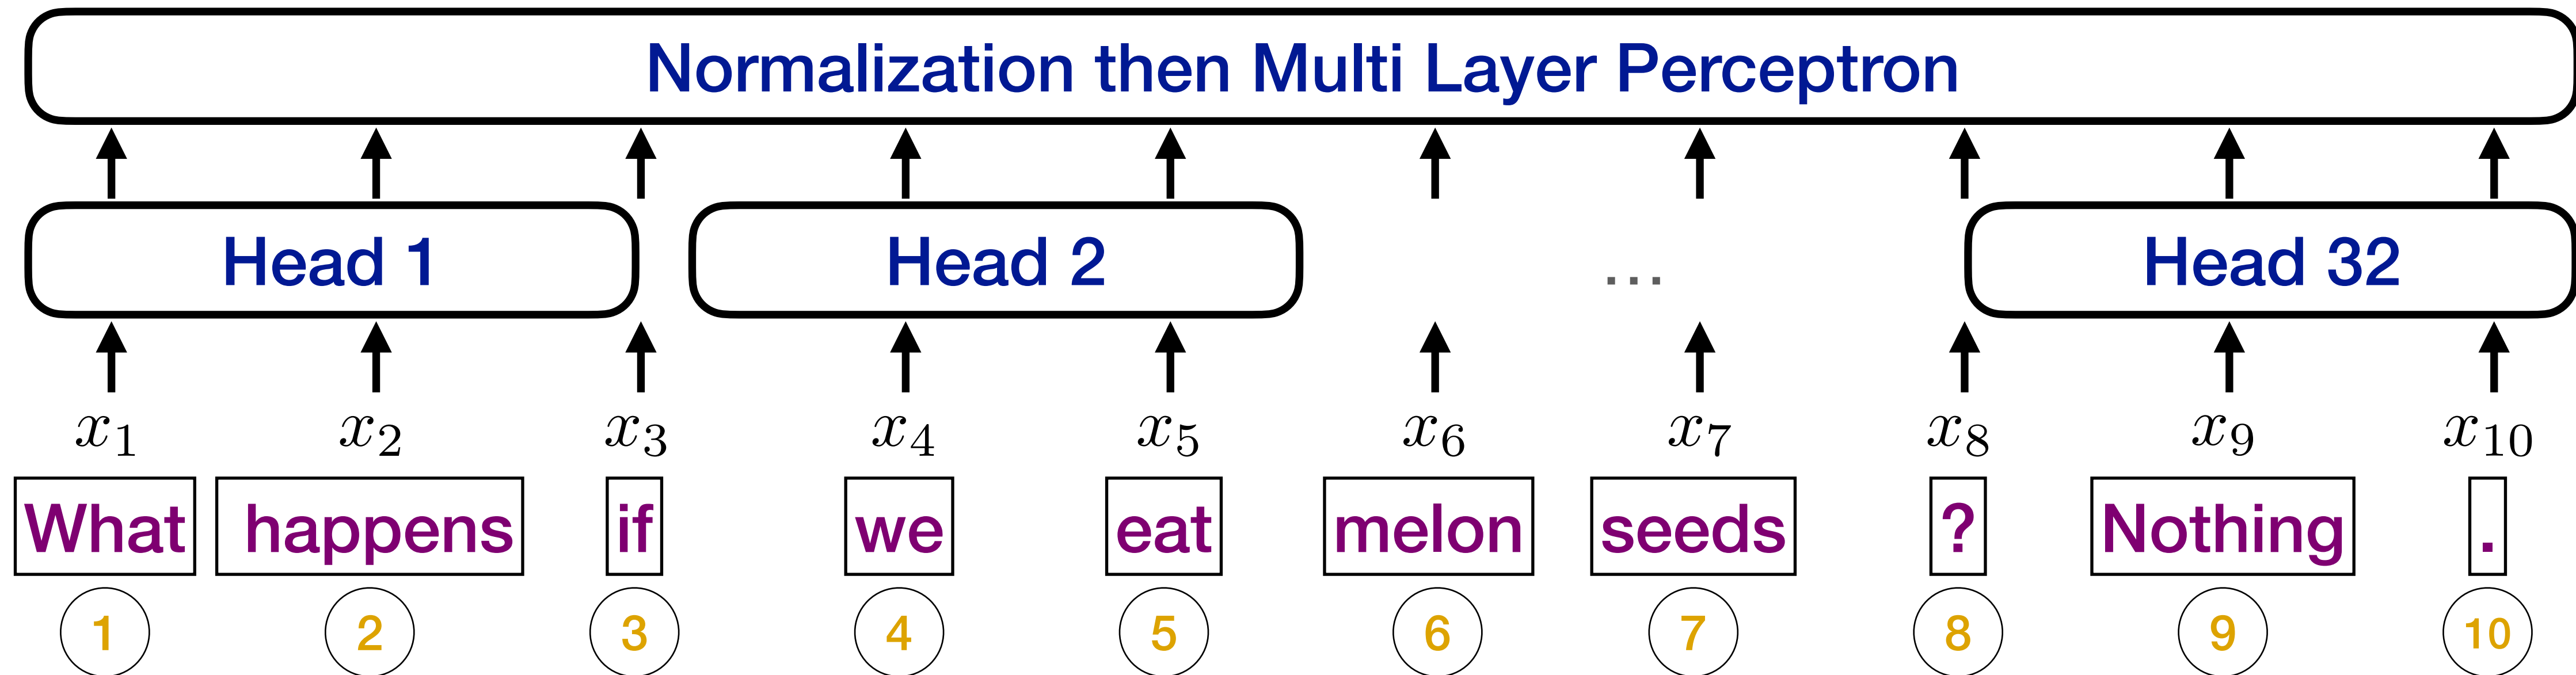 Normalization then Multi Layer Perceptron
Head 1 Head 2 ... Head 32
x₁ x₂ x₃ x₄ x₅ x₆ x₇ x₈ x₉ x₁₀
What happens if we eat melon seeds ? Nothing .
1 2 3 4 5 6 7 8 9 10